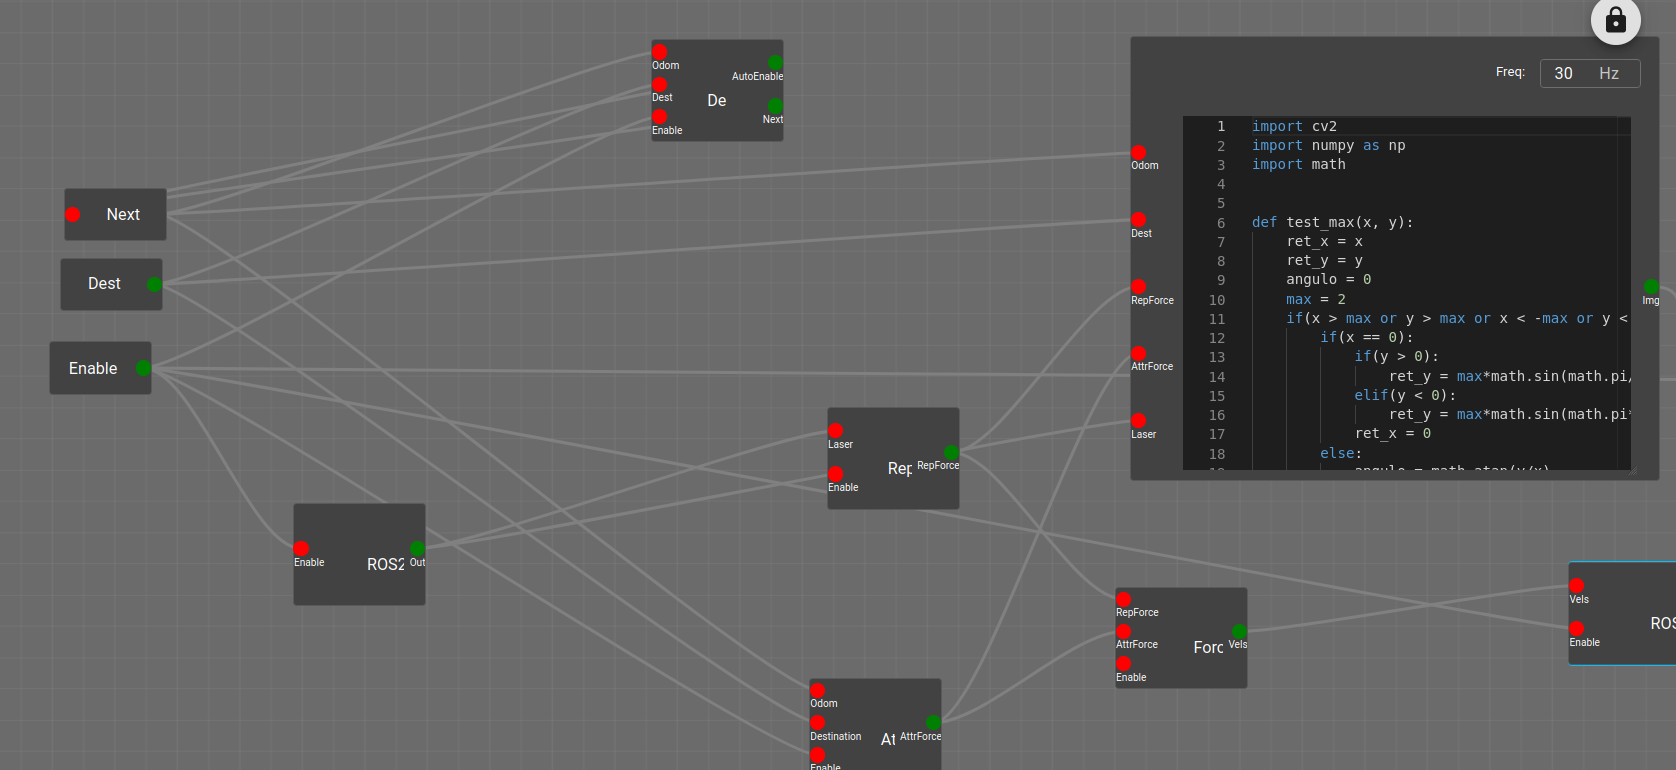 Odom
Dest
Enable
De
AutoEnable
Next
Next
Dest
Enable
Freq: 30 Hz
Odom
Dest
RepForce
AttrForce
Laser
1 import cv2
2 import numpy as np
3 import math
4
5
6 def test_max(x, y):
7 ret_x = x
8 ret_y = y
9 angulo = 0
10 max = 2
11 if(x > max or y > max or x < -max or y <
12 if(x == 0):
13 if(y > 0):
14 ret_y = max*math.sin(math.pi/
15 elif(y < 0):
16 ret_y = max*math.sin(math.pi*
17 ret_x = 0
18 else:
19 angulo = math.atan(y/x)
Img
Laser
Enable
Rep
RepForce
Enable
ROS2
Out
RepForce
AttrForce
Enable
Forc
Vels
Vels
Enable
ROS
Odom
Destination
Enable
At
AttrForce